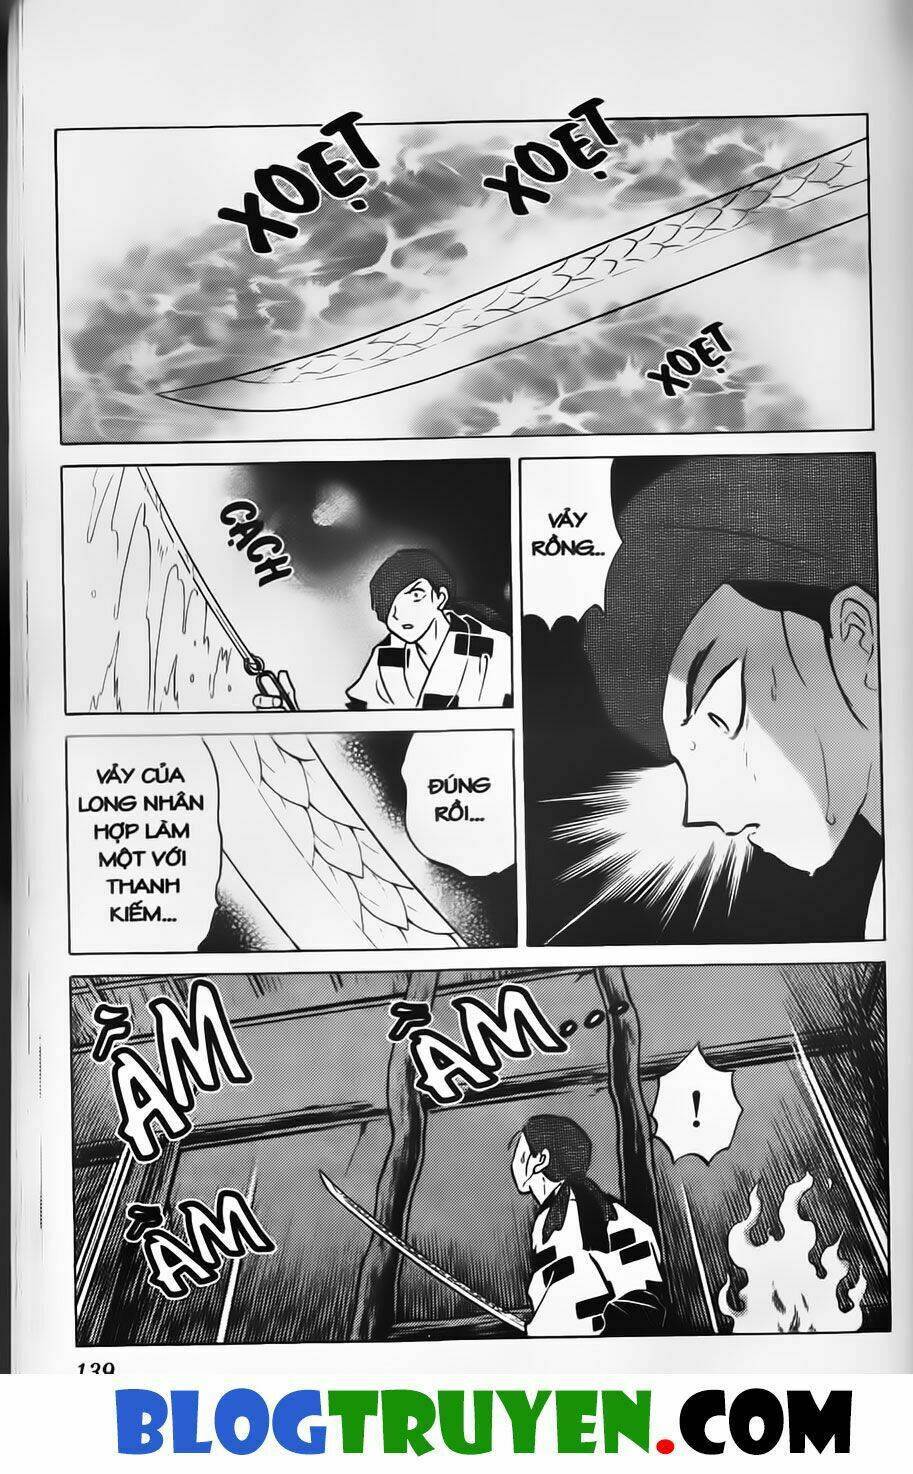 XOẸT
XOẸT
XOẸT
VẢY
RỒNG...
CẠCH
ĐÚNG
RỒI...
VẢY CỦA
LONG NHÂN
HỢP LÀM
MỘT VỚI
THANH
KIẾM...
ẦM
ẦM...
ẦM
!
139
BLOGTRUYEN.COM